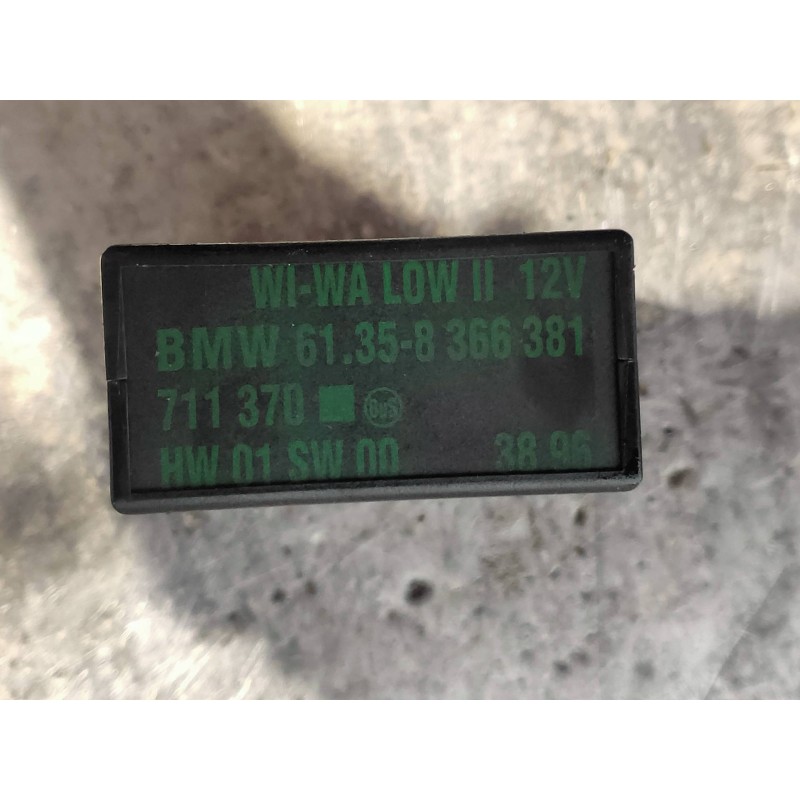 WI-WA LOW II 12V
BMW 61.35-8 366 381
711 370
HW 01 SW 00 38 96